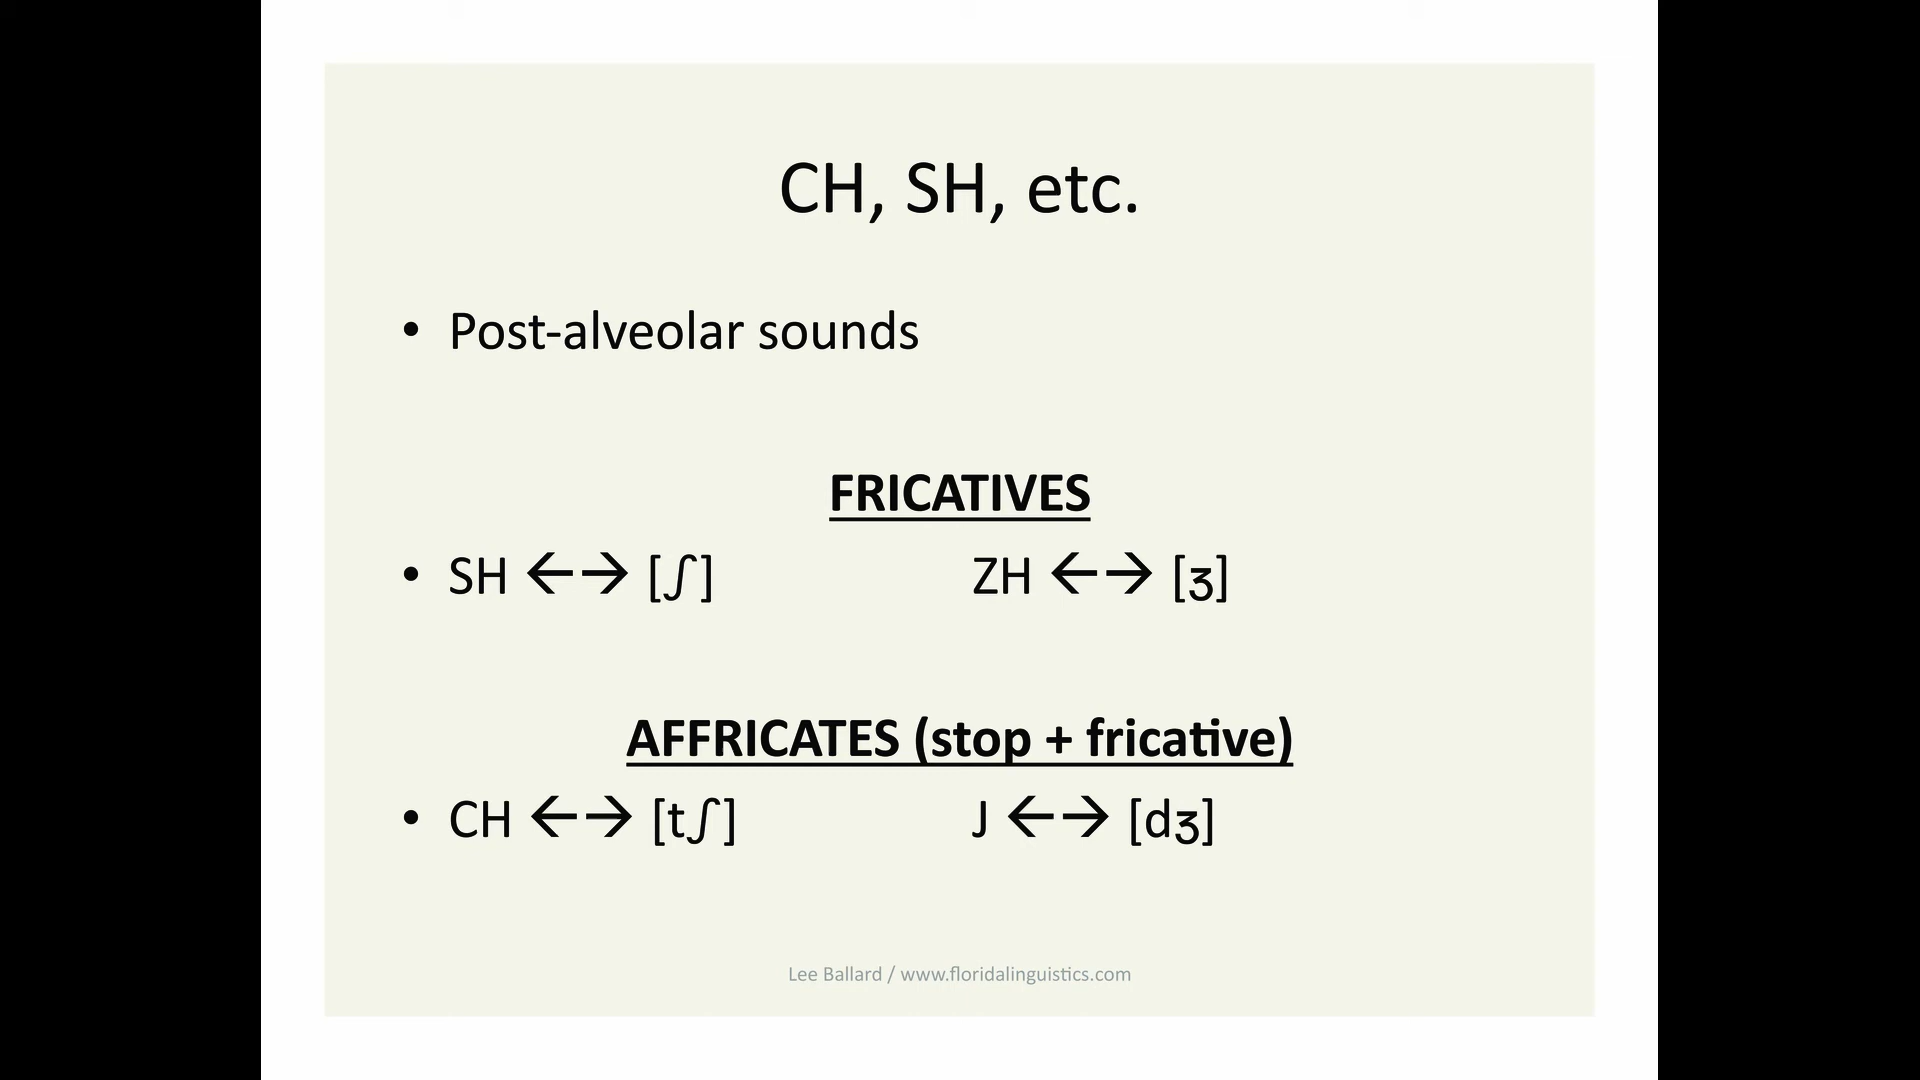 CH, SH, etc.
• Post-alveolar sounds
FRICATIVES
• SH ←→ [ʃ] ZH ←→ [ʒ]
AFFRICATES (stop + fricative)
• CH ←→ [tʃ] J ←→ [dʒ]
Lee Ballard / www.floridalinguistics.com